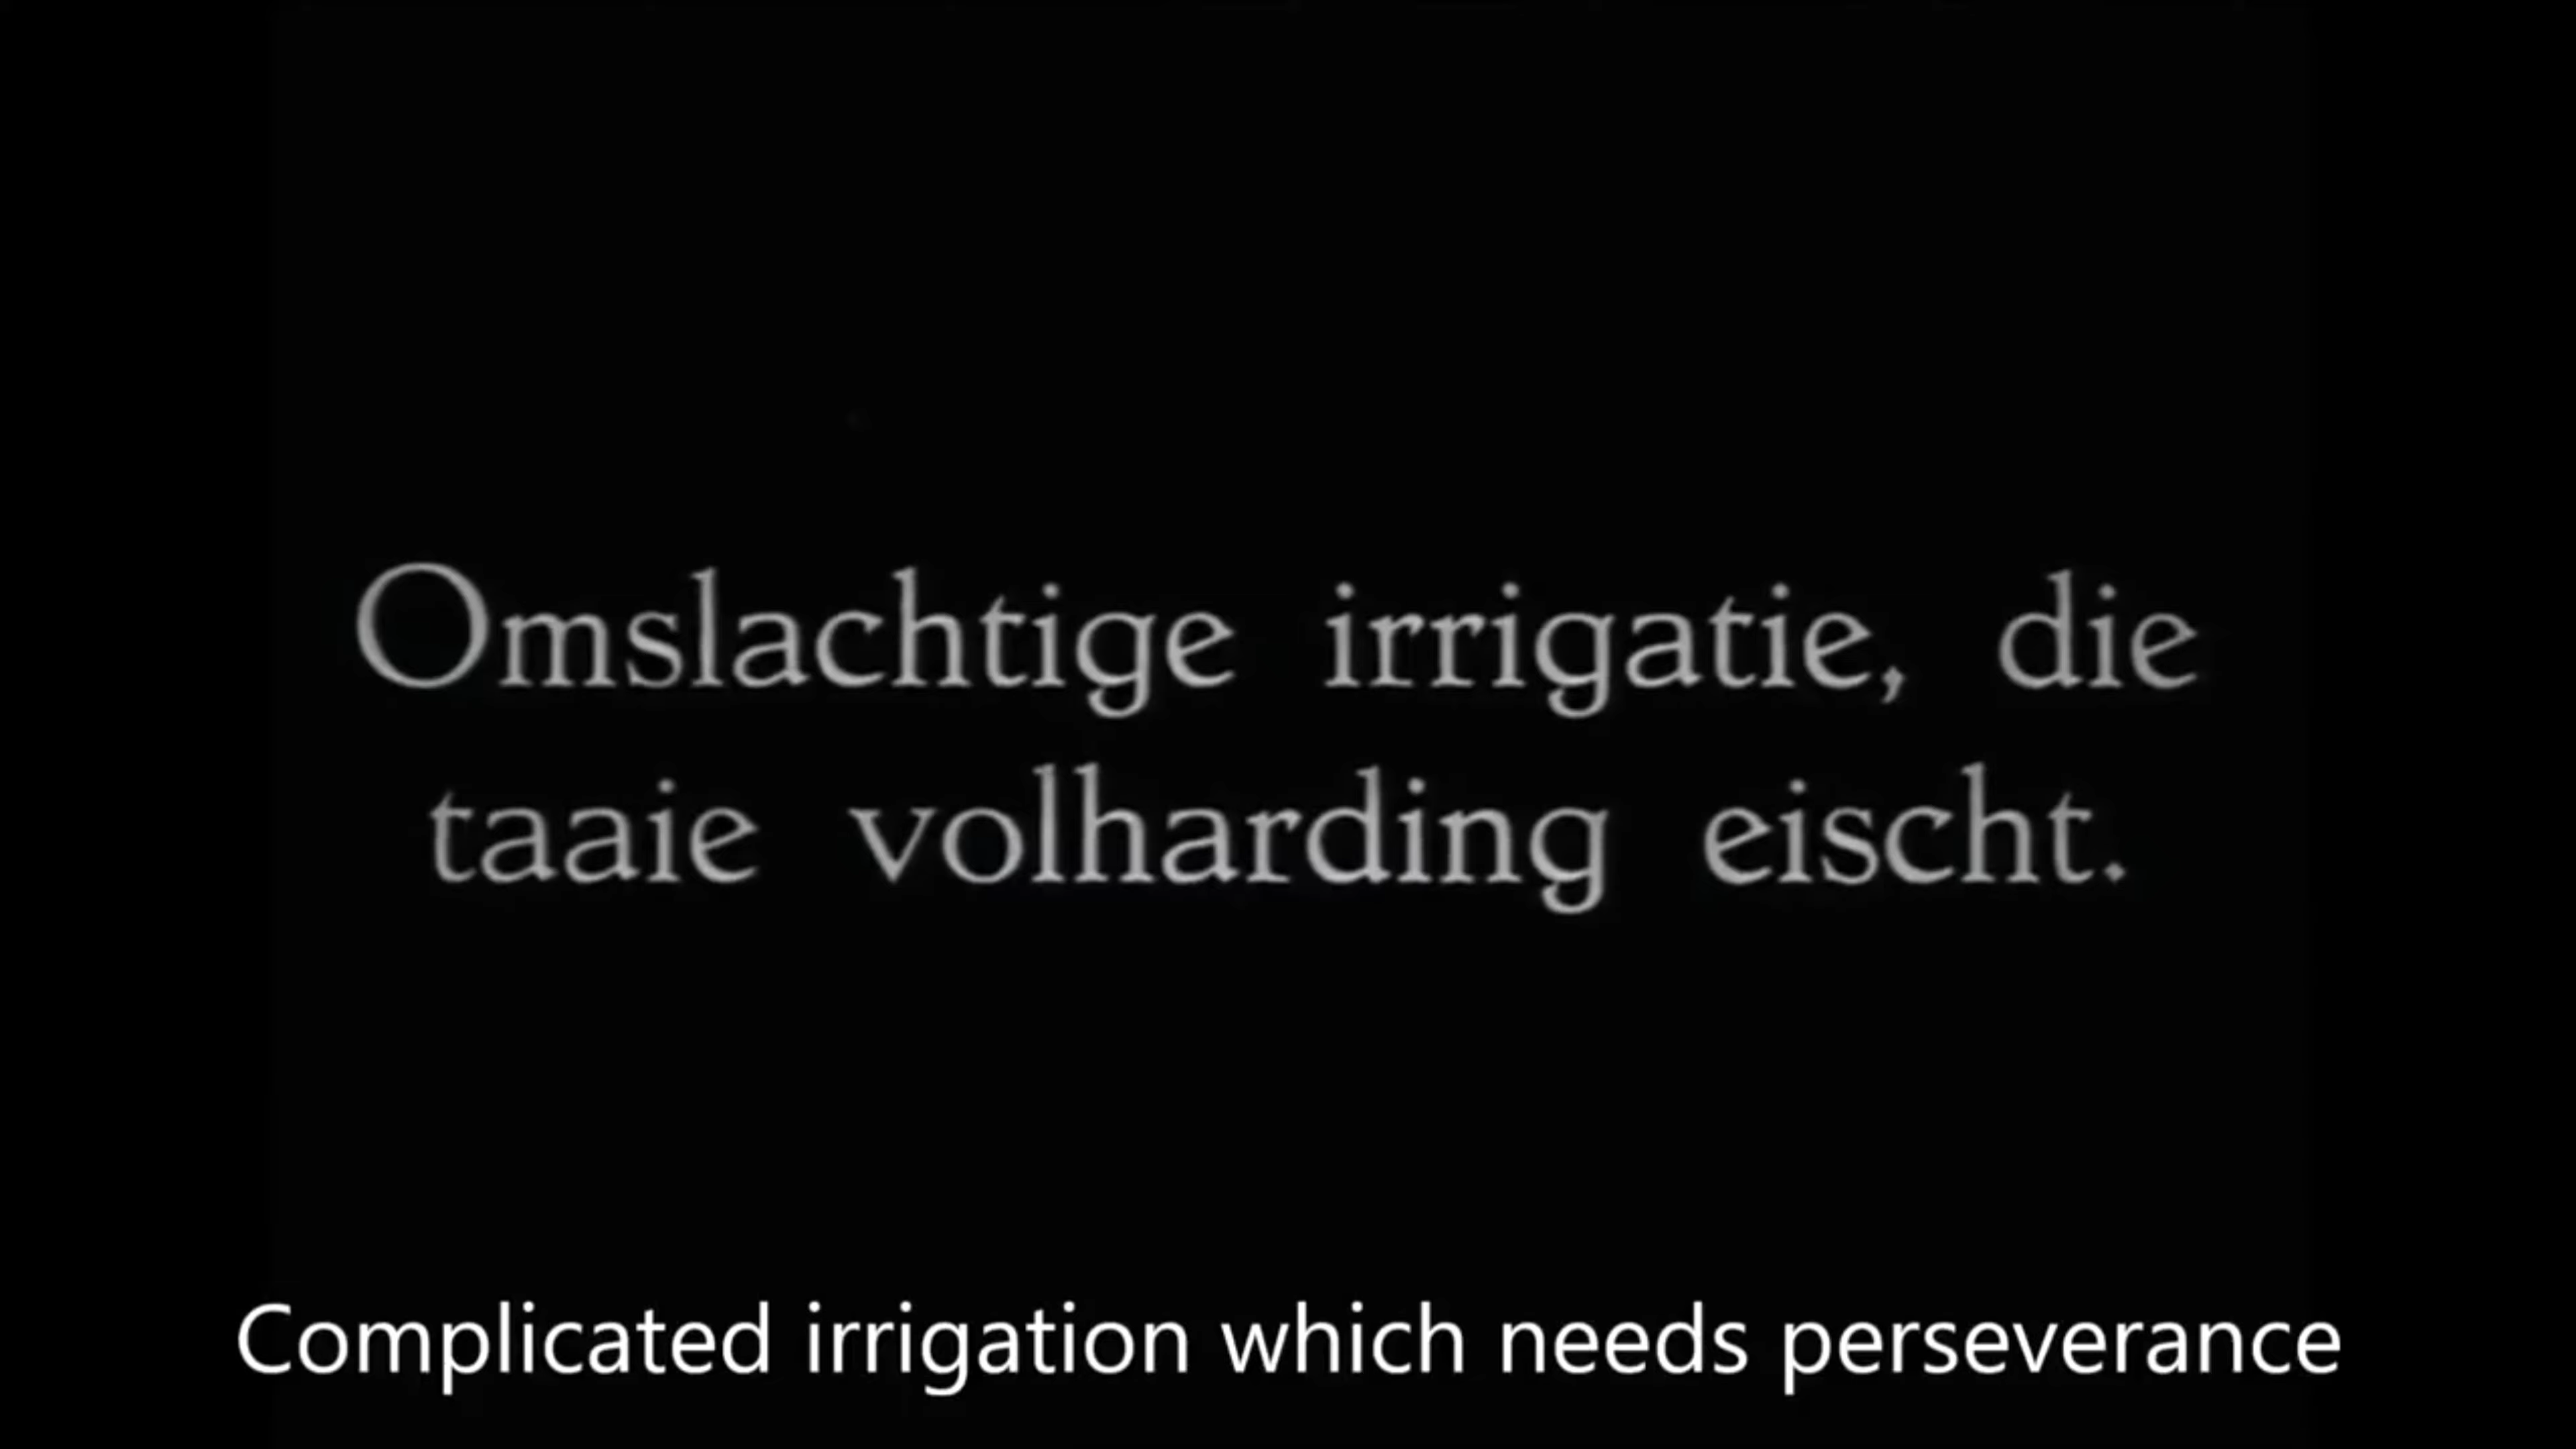 Omslachtige irrigatie, die
taaie volharding eischt.
Complicated irrigation which needs perseverance